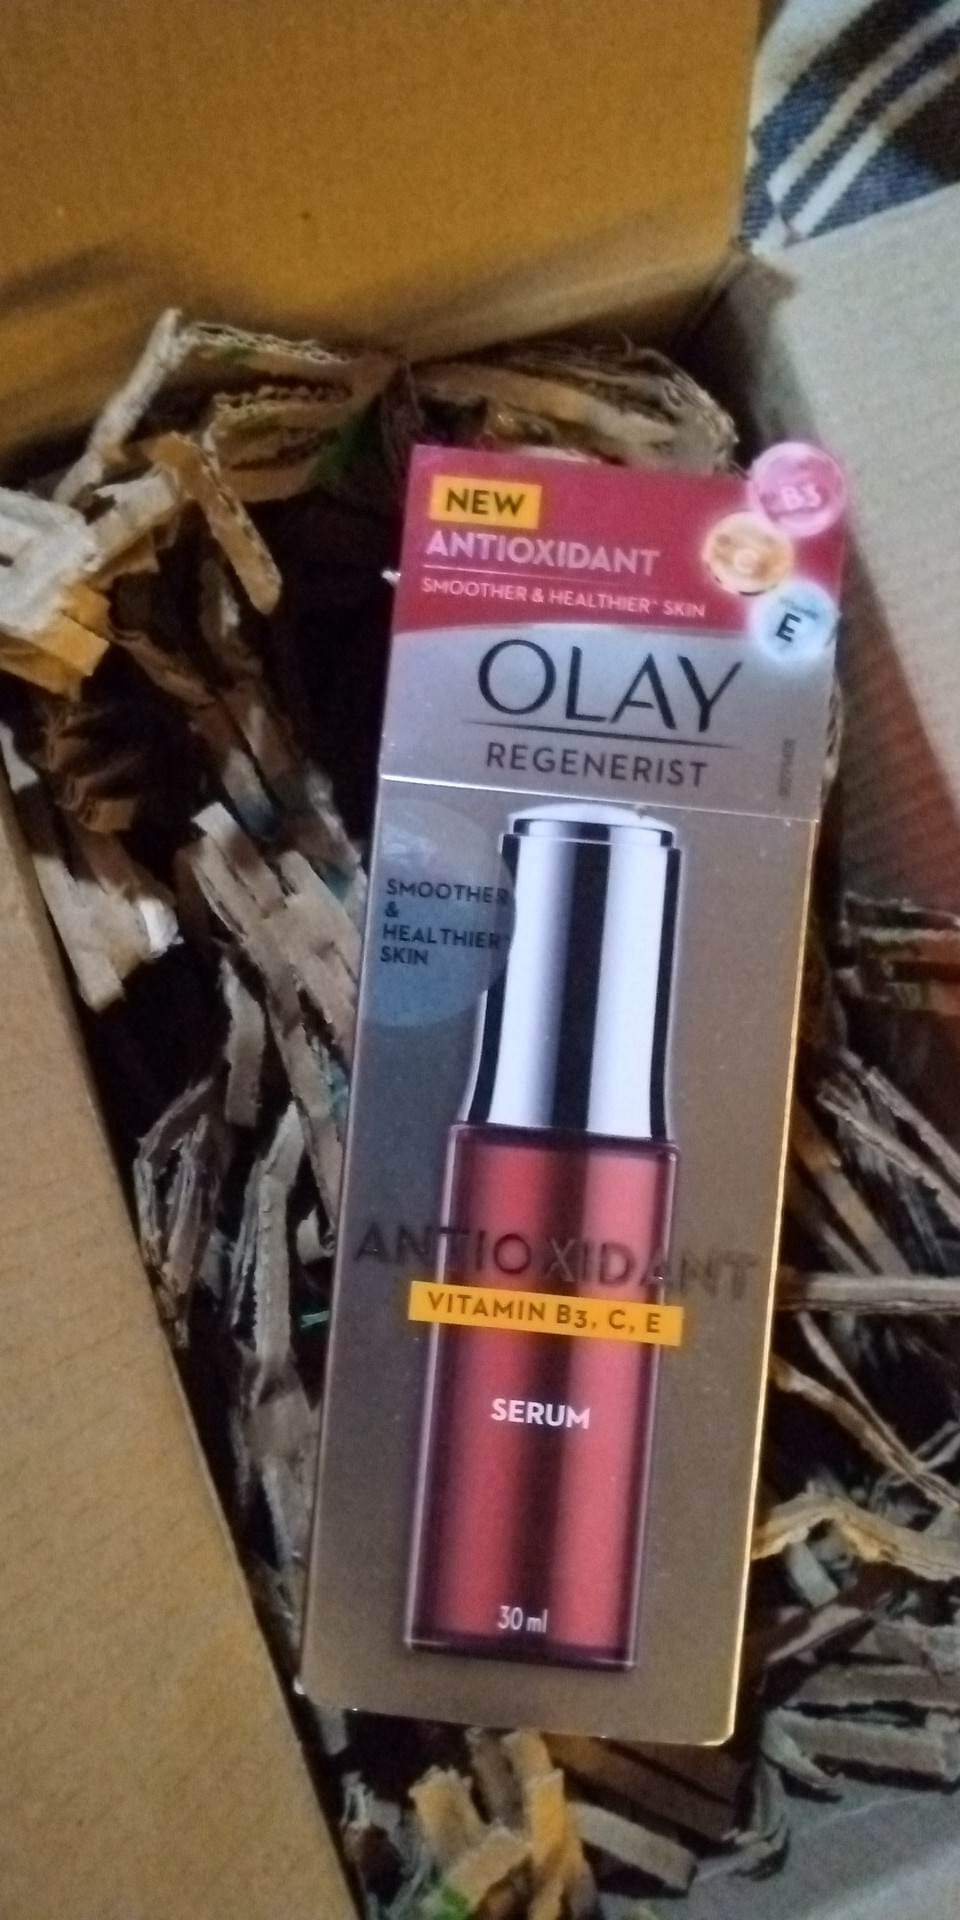 NEW
ANTIOXIDANT
SMOOTHER & HEALTHIER* SKIN
B3
C
E
OLAY
REGENERIST
SMOOTHER
&
HEALTHIER*
SKIN
ANTIOXIDANT
VITAMIN B3, C, E
SERUM
30 ml